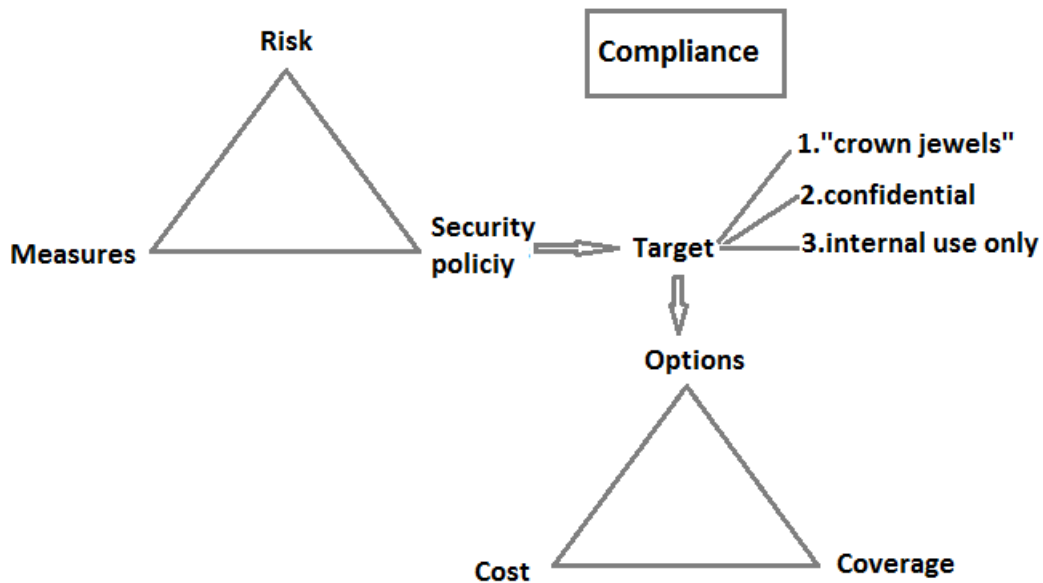 Risk
Compliance
1."crown jewels"
2.confidential
Security
policiy
Target
3.internal use only
Measures
Options
Cost
Coverage